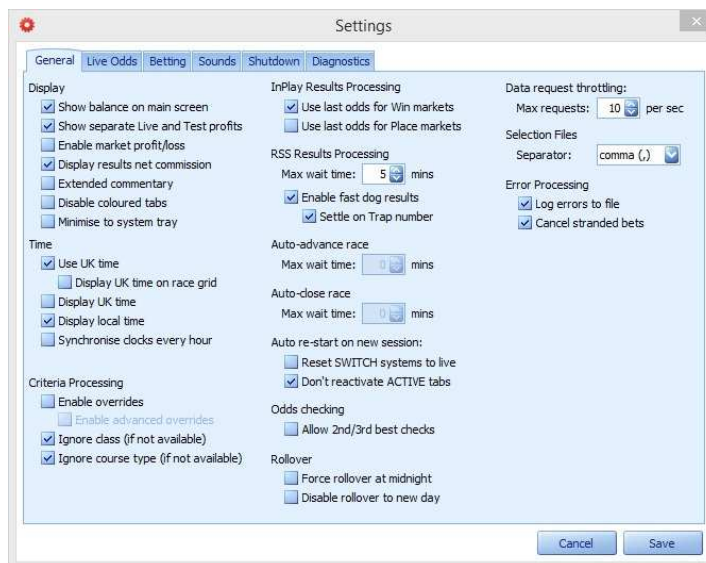 Settings
General Live Odds Betting Sounds Shutdown Diagnostics
Display
Show balance on main screen
Show separate Live and Test profits
Enable market profit/loss
Display results net commission
Extended commentary
Disable coloured tabs
Minimise to system tray
Time
Use UK time
Display UK time on race grid
Display UK time
Display local time
Synchronise clocks every hour
Criteria Processing
Enable overrides
Enable advanced overrides
Ignore class (if not available)
Ignore course type (if not available)
InPlay Results Processing
Use last odds for Win markets
Use last odds for Place markets
RSS Results Processing
Max wait time: 5 mins
Enable fast dog results
Settle on Trap number
Auto-advance race
Max wait time: 0 mins
Auto-close race
Max wait time: 0 mins
Auto re-start on new session:
Reset SWITCH systems to live
Don't reactivate ACTIVE tabs
Odds checking
Allow 2nd/3rd best checks
Rollover
Force rollover at midnight
Disable rollover to new day
Data request throttling:
Max requests: 10 per sec
Selection Files
Separator: comma (,)
Error Processing
Log errors to file
Cancel stranded bets
Cancel Save